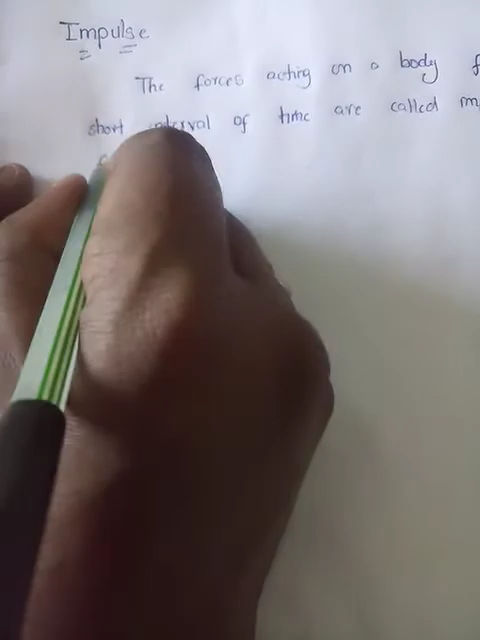 Impulse
The forces acting on a body
short interval of time are called